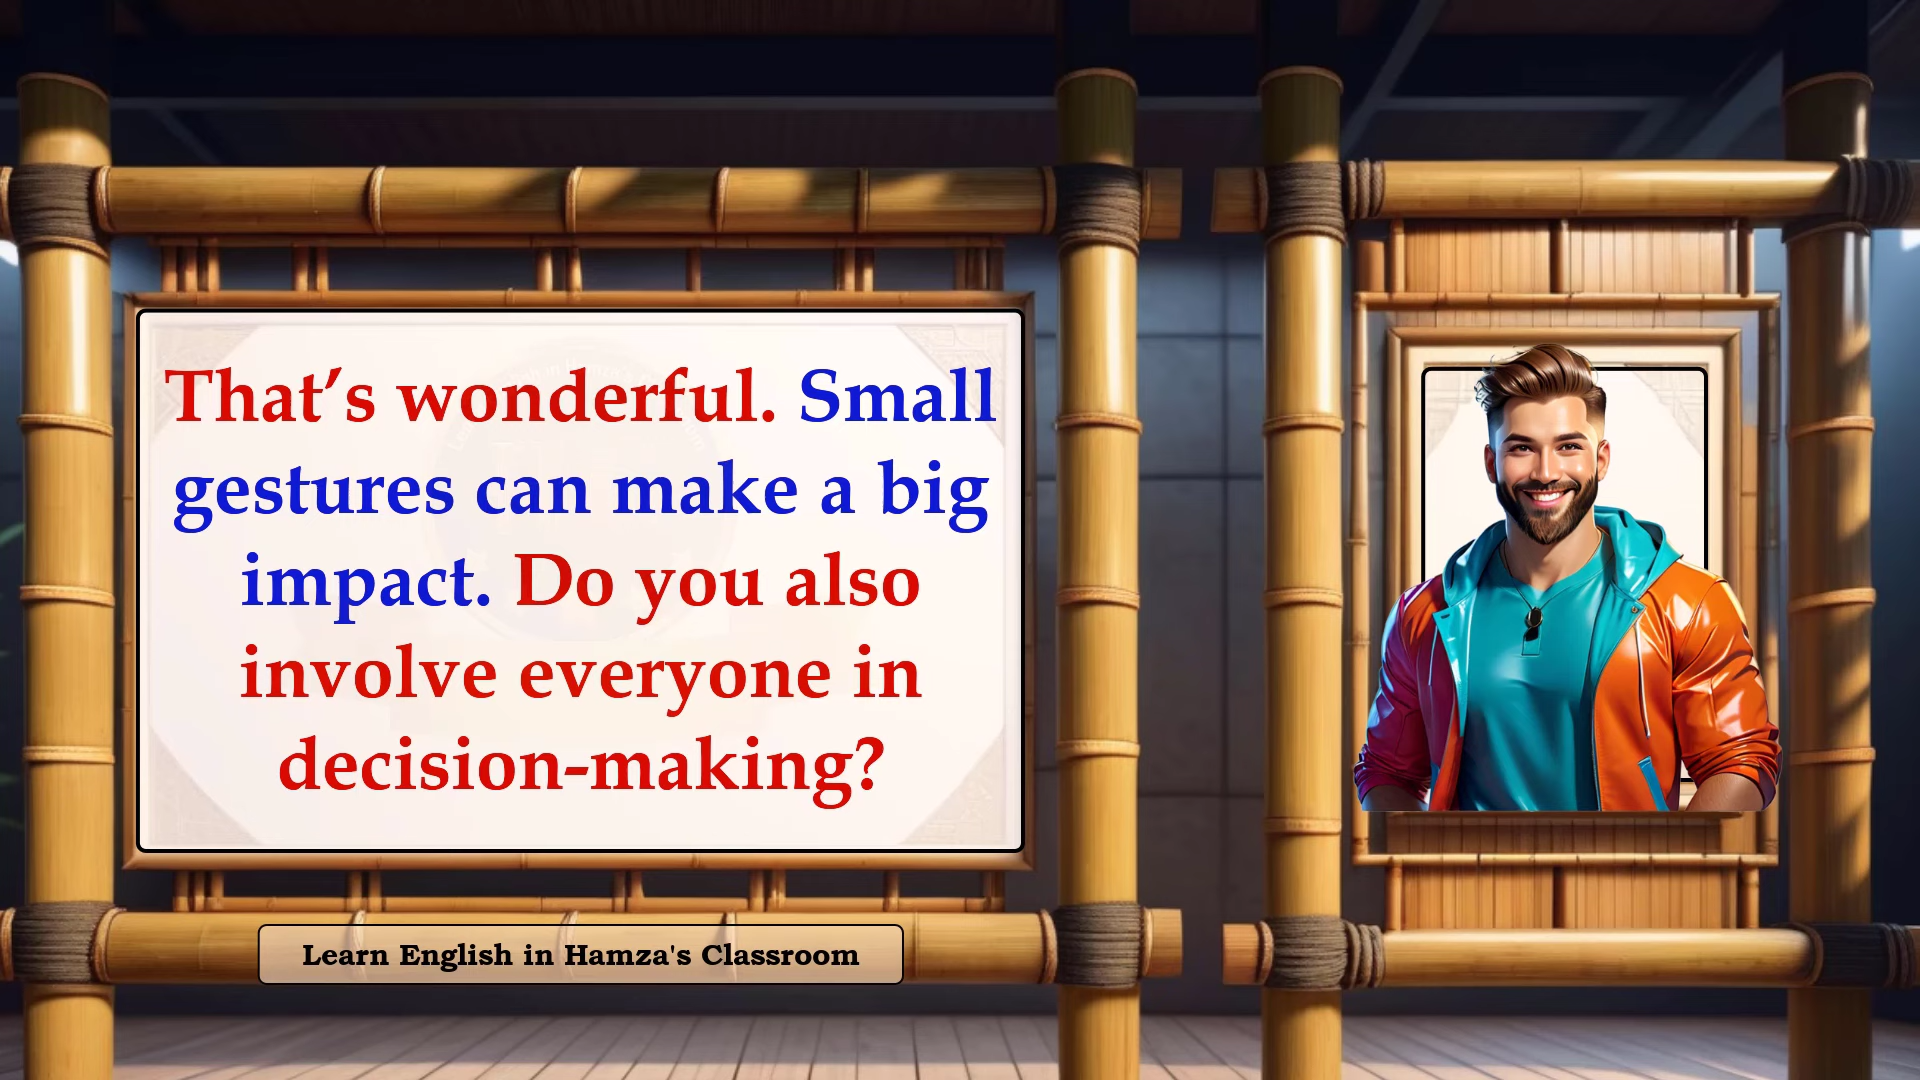 That’s wonderful. Small
gestures can make a big
impact. Do you also
involve everyone in
decision-making?
Learn English in Hamza's Classroom